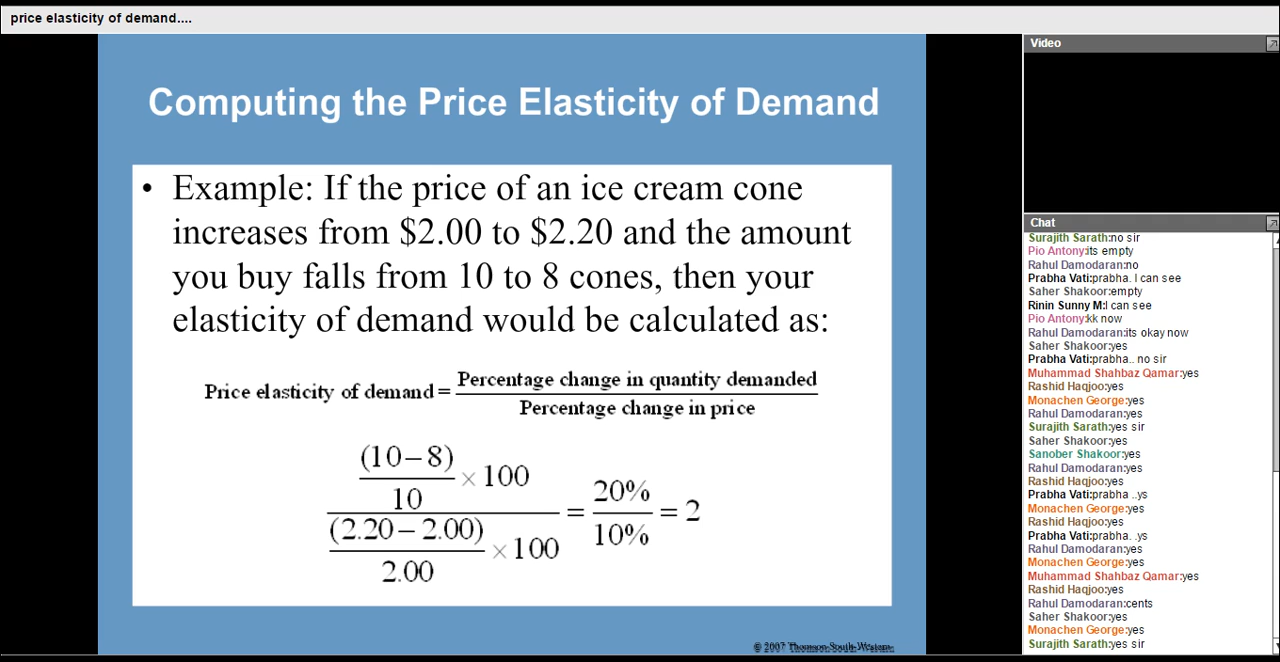 price elasticity of demand....
Computing the Price Elasticity of Demand
• Example: If the price of an ice cream cone
increases from $2.00 to $2.20 and the amount
you buy falls from 10 to 8 cones, then your
elasticity of demand would be calculated as:
Price elasticity of demand = Percentage change in quantity demanded
Percentage change in price
(10 – 8)
10
× 100
(2.20 – 2.00)
2.00
× 100
= 20%
10%
= 2
© 2007 Thomson South-Western
Video
Chat
Surajith Sarath:no sir
Pio Antony:its empty
Rahul Damodaran:no
Prabha Vati:prabha. I can see
Saher Shakoor:empty
Rinin Sunny M:I can see
Pio Antony:kk now
Rahul Damodaran:its okay now
Saher Shakoor:yes
Prabha Vati:prabha.. no sir
Muhammad Shahbaz Qamar:yes
Rashid Haqjoo:yes
Monachen George:yes
Rahul Damodaran:yes
Surajith Sarath:yes sir
Saher Shakoor:yes
Sanober Shakoor:yes
Rahul Damodaran:yes
Rashid Haqjoo:yes
Prabha Vati:prabha ..ys
Monachen George:yes
Rashid Haqjoo:yes
Prabha Vati:prabha. .ys
Rahul Damodaran:yes
Monachen George:yes
Muhammad Shahbaz Qamar:yes
Rashid Haqjoo:yes
Rahul Damodaran:cents
Saher Shakoor:yes
Monachen George:yes
Surajith Sarath:yes sir